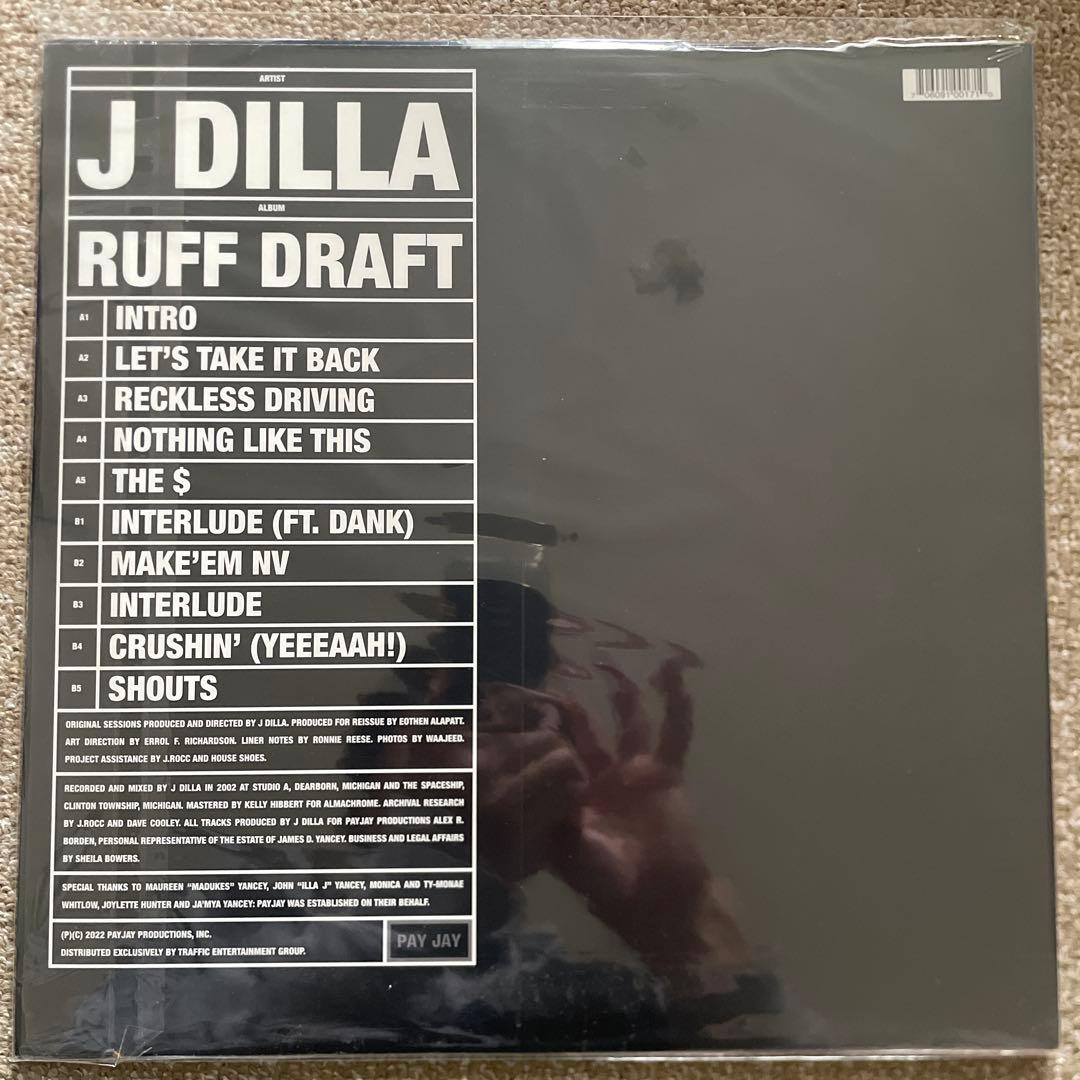 ARTIST
J DILLA
ALBUM
RUFF DRAFT
A1 INTRO
A2 LET'S TAKE IT BACK
A3 RECKLESS DRIVING
A4 NOTHING LIKE THIS
A5 THE $
B1 INTERLUDE (FT. DANK)
B2 MAKE'EM NV
B3 INTERLUDE
B4 CRUSHIN' (YEEEAAH!)
B5 SHOUTS
ORIGINAL SESSIONS PRODUCED AND DIRECTED BY J DILLA. PRODUCED FOR REISSUE BY EOTHEN ALAPATT.
ART DIRECTION BY ERROL F. RICHARDSON. LINER NOTES BY RONNIE REESE. PHOTOS BY WAAJEED.
PROJECT ASSISTANCE BY J.ROCC AND HOUSE SHOES.
RECORDED AND MIXED BY J DILLA IN 2002 AT STUDIO A, DEARBORN, MICHIGAN AND THE SPACESHIP,
CLINTON TOWNSHIP, MICHIGAN. MASTERED BY KELLY HIBBERT FOR ALMACHROME. ARCHIVAL RESEARCH
BY J.ROCC AND DAVE COOLEY. ALL TRACKS PRODUCED BY J DILLA FOR PAYJAY PRODUCTIONS ALEX R.
BORDEN, PERSONAL REPRESENTATIVE OF THE ESTATE OF JAMES D. YANCEY. BUSINESS AND LEGAL AFFAIRS
BY SHEILA BOWERS.
SPECIAL THANKS TO MAUREEN "MADUKES" YANCEY, JOHN "ILLA J" YANCEY, MONICA AND TY-MONAE
WHITLOW, JOYLETTE HUNTER AND JA'MYA YANCEY: PAYJAY WAS ESTABLISHED ON THEIR BEHALF.
(P)(C) 2022 PAYJAY PRODUCTIONS, INC.
DISTRIBUTED EXCLUSIVELY BY TRAFFIC ENTERTAINMENT GROUP.
PAY JAY
7 06091 00171 0